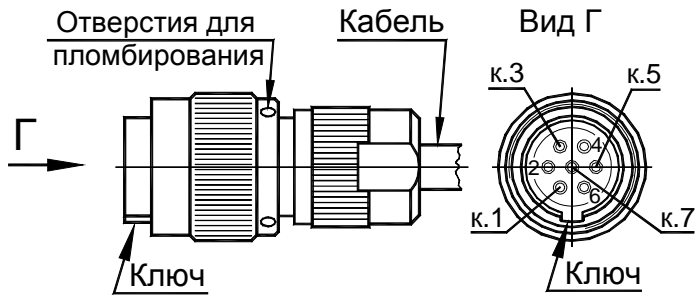 Отверстия для
пломбирования
Кабель
Вид Г
Г
к.3
к.5
4
2
6
к.1
к.7
Ключ
Ключ